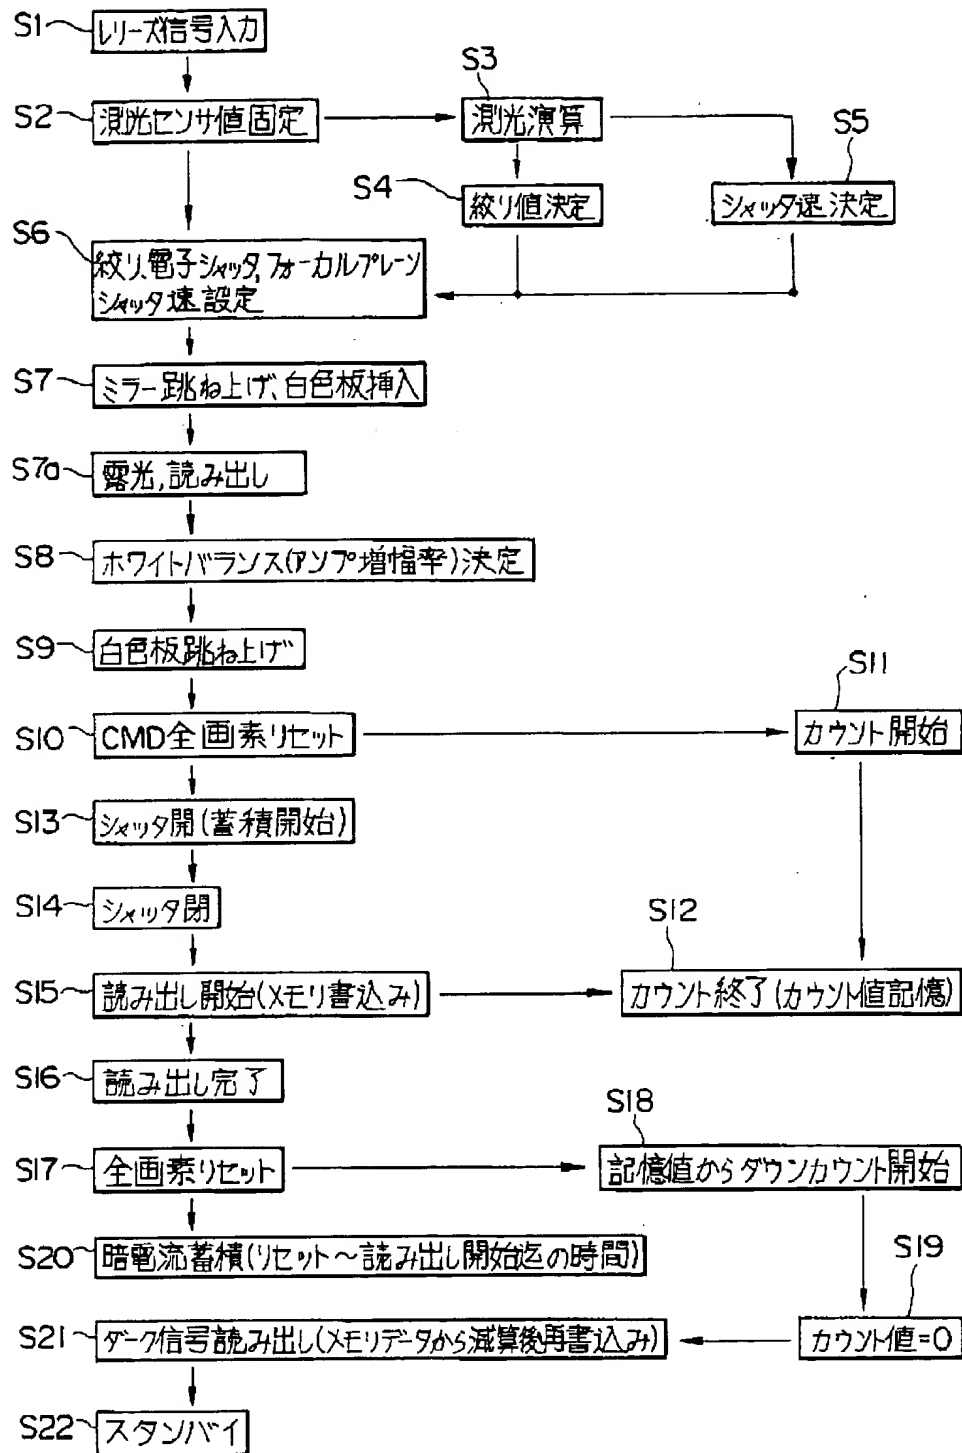 S1 レリーズ信号入力
S2 測光センサ値固定
S3 測光演算
S4 絞り値決定
S5 シャッタ速決定
S6 絞り、電子シャッタ,フォーカルプレーン
シャッタ速設定
S7 ミラー跳ね上げ、白色板挿入
S7a 露光,読み出し
S8 ホワイトバランス(アンプ増幅率)決定
S9 白色板跳ね上げ
S10 CMD全画素リセット
S11 カウント開始
S13 シャッタ開(蓄積開始)
S14 シャッタ閉
S12 カウント終了(カウント値記憶)
S15 読み出し開始(メモリ書込み)
S16 読み出し完了
S17 全画素リセット
S18 記憶値からダウンカウント開始
S20 暗電流蓄積(リセット〜読み出し開始迄の時間)
S19 カウント値=0
S21 ダーク信号読み出し(メモリデータから減算後再書込み)
S22 スタンバイ